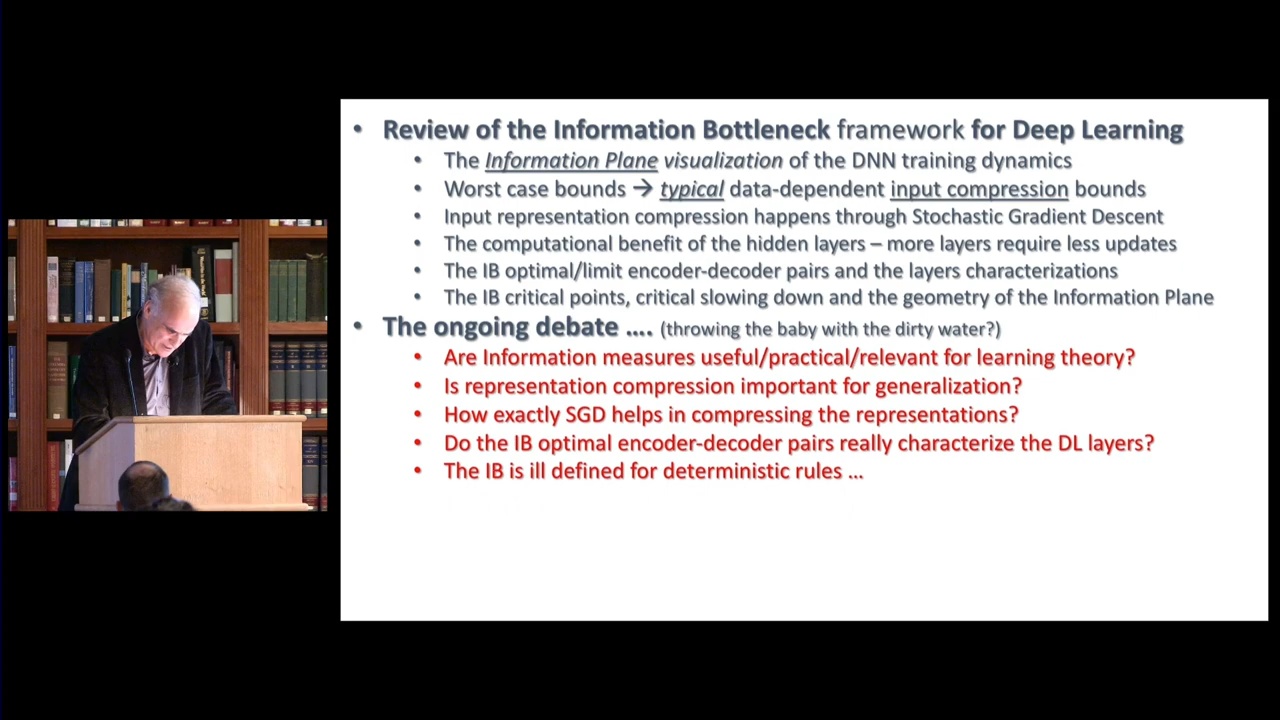 • Review of the Information Bottleneck framework for Deep Learning
• The Information Plane visualization of the DNN training dynamics
• Worst case bounds → typical data-dependent input compression bounds
• Input representation compression happens through Stochastic Gradient Descent
• The computational benefit of the hidden layers – more layers require less updates
• The IB optimal/limit encoder-decoder pairs and the layers characterizations
• The IB critical points, critical slowing down and the geometry of the Information Plane
• The ongoing debate .... (throwing the baby with the dirty water?)
• Are Information measures useful/practical/relevant for learning theory?
• Is representation compression important for generalization?
• How exactly SGD helps in compressing the representations?
• Do the IB optimal encoder-decoder pairs really characterize the DL layers?
• The IB is ill defined for deterministic rules ...